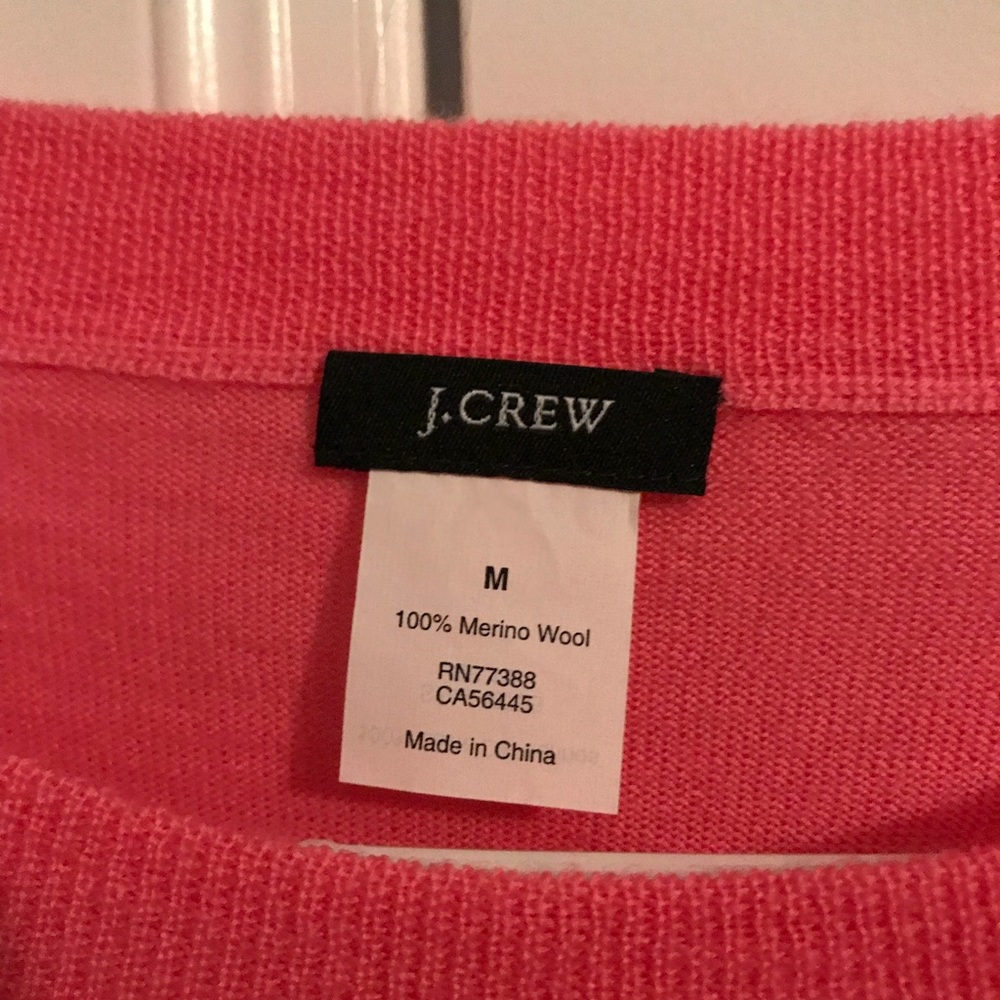 J.CREW
M
100% Merino Wool
RN77388
CA56445
Made in China